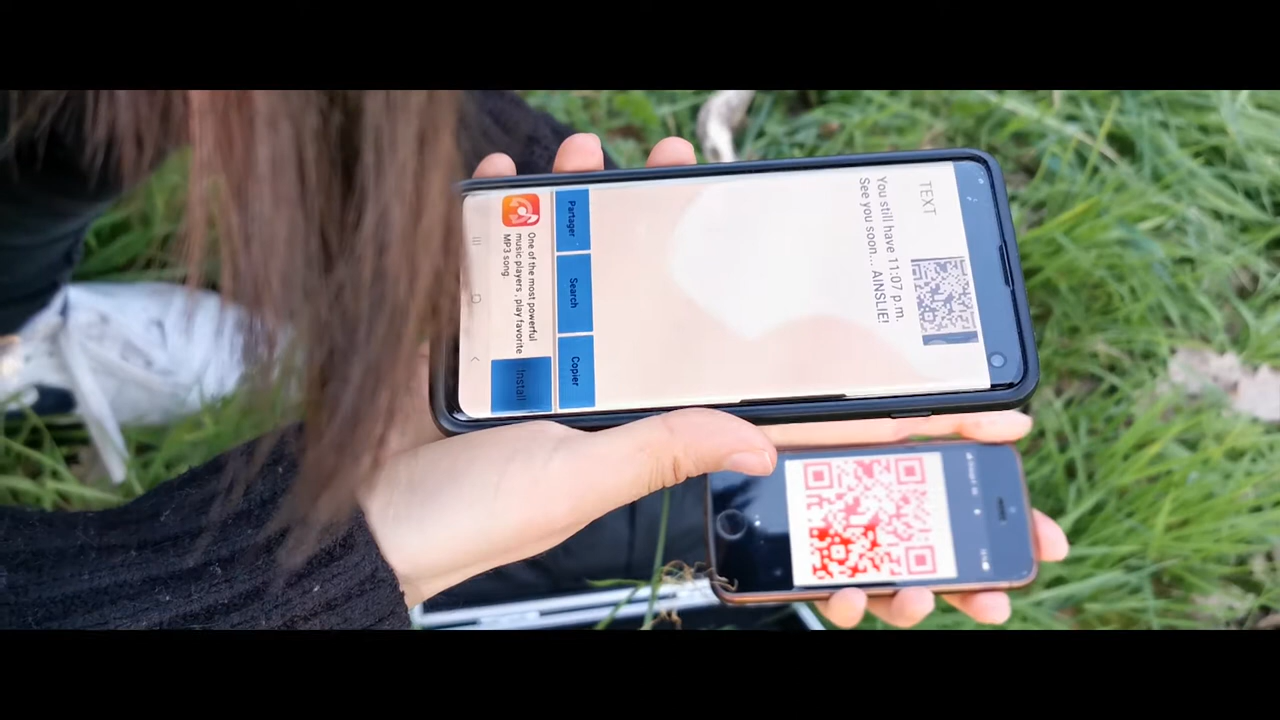 TEXT
You still have 11:07 p.m.
See you soon... AINSLIE!
Partager
Search
Copier
One of the most powerful
music players , play favorite
MP3 song.
Install